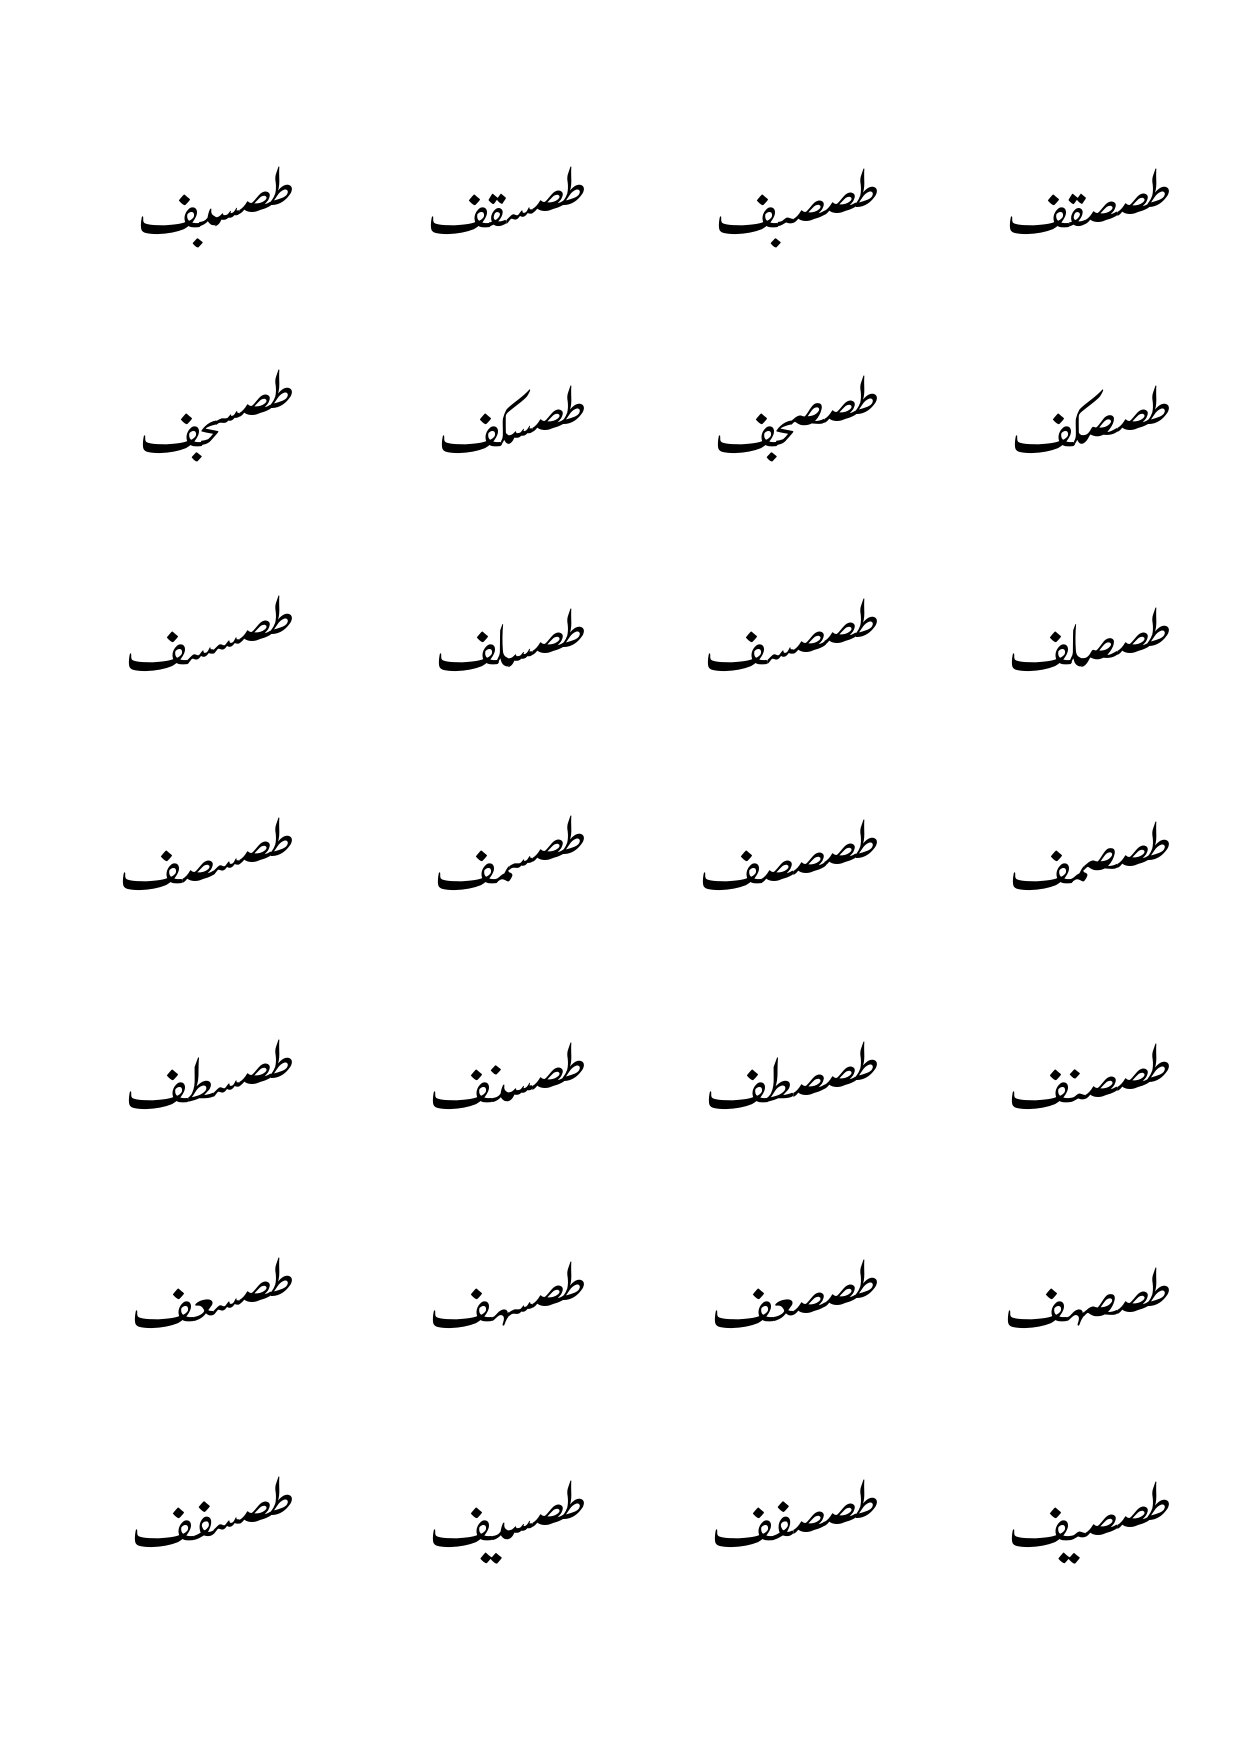 طصصقف طصصبف طصسقف طصسبف
طصصكف طصصجف طصسكف طصسجف
طصصلف طصصسف طصسلف طصسسف
طصصمف طصصصف طصسمف طصسصف
طصصنف طصصطف طصسنف طصسطف
طصصهف طصصعف طصسهف طصسعف
طصصيف طصصفف طصسيف طصسفف